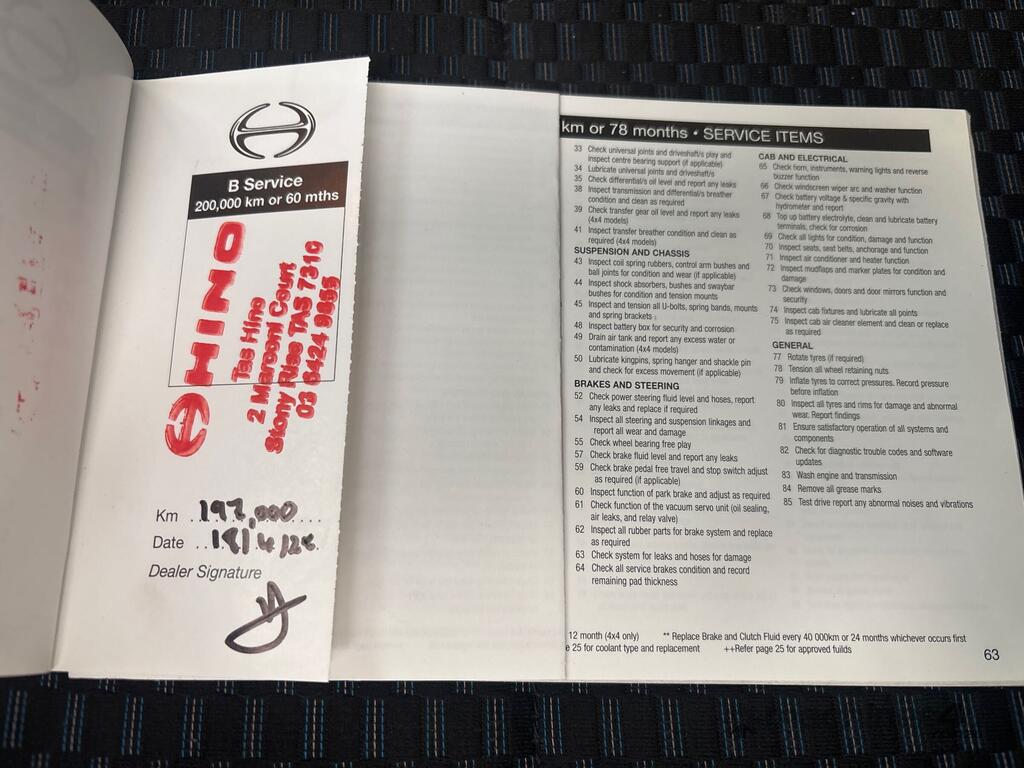 B Service
200,000 km or 60 mths
HINO
Tas Hino
2 Marooni Court
Stony Rise TAS 7310
03 6424 9895
Km 197,000
Date
Dealer Signature
km or 78 months • SERVICE ITEMS
33 Check universal joints and driveshaft/s play and
inspect centre bearing support (if applicable)
34 Lubricate universal joints and driveshaft/s
35 Check differential/s oil level and report any leaks
38 Inspect transmission and differential/s breather
condition and clean as required
39 Check transfer gear oil level and report any leaks
(4x4 models)
41 Inspect transfer breather condition and clean as
required (4x4 models)
SUSPENSION AND CHASSIS
43 Inspect coil spring rubbers, control arm bushes and
ball joints for condition and wear (if applicable)
44 Inspect shock absorbers, bushes and swaybar
bushes for condition and tension mounts
45 Inspect and tension all U-bolts, spring bands, mounts
and spring brackets
48 Inspect battery box for security and corrosion
49 Drain air tank and report any excess water or
contamination (4x4 models)
50 Lubricate kingpins, spring hanger and shackle pin
and check for excess movement (if applicable)
BRAKES AND STEERING
52 Check power steering fluid level and hoses, report
any leaks and replace if required
54 Inspect all steering and suspension linkages and
report all wear and damage
55 Check wheel bearing free play
57 Check brake fluid level and report any leaks
59 Check brake pedal free travel and stop switch adjust
as required (if applicable)
60 Inspect function of park brake and adjust as required
61 Check function of the vacuum servo unit (oil sealing,
air leaks, and relay valve)
62 Inspect all rubber parts for brake system and replace
as required
63 Check system for leaks and hoses for damage
64 Check all service brakes condition and record
remaining pad thickness
CAB AND ELECTRICAL
65 Check horn, instruments, warning lights and reverse
buzzer function
66 Check windscreen wiper arc and washer function
67 Check battery voltage & specific gravity with
hydrometer and report
68 Top up battery electrolyte, clean and lubricate battery
terminals, check for corrosion
69 Check all lights for condition, damage and function
70 Inspect seats, seat belts, anchorage and function
71 Inspect air conditioner and heater function
72 Inspect mudflaps and marker plates for condition and
damage
73 Check windows, doors and door mirrors function and
security
74 Inspect cab fixtures and lubricate all points
75 Inspect cab air cleaner element and clean or replace
as required
GENERAL
77 Rotate tyres (if required)
78 Tension all wheel retaining nuts
79 Inflate tyres to correct pressures. Record pressure
before inflation
80 Inspect all tyres and rims for damage and abnormal
wear. Report findings
81 Ensure satisfactory operation of all systems and
components
82 Check for diagnostic trouble codes and software
updates
83 Wash engine and transmission
84 Remove all grease marks
85 Test drive report any abnormal noises and vibrations
12 month (4x4 only) ** Replace Brake and Clutch Fluid every 40 000km or 24 months whichever occurs first
e 25 for coolant type and replacement ++Refer page 25 for approved fuilds
63